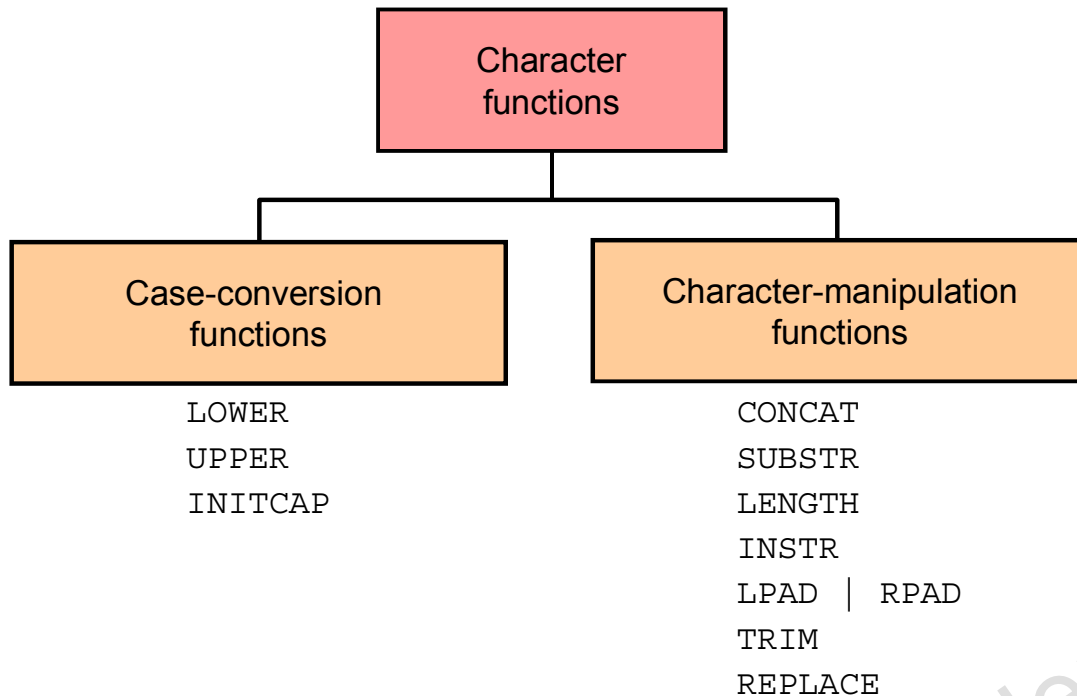 Character
functions
Case-conversion
functions
Character-manipulation
functions
LOWER
UPPER
INITCAP
CONCAT
SUBSTR
LENGTH
INSTR
LPAD | RPAD
TRIM
REPLACE